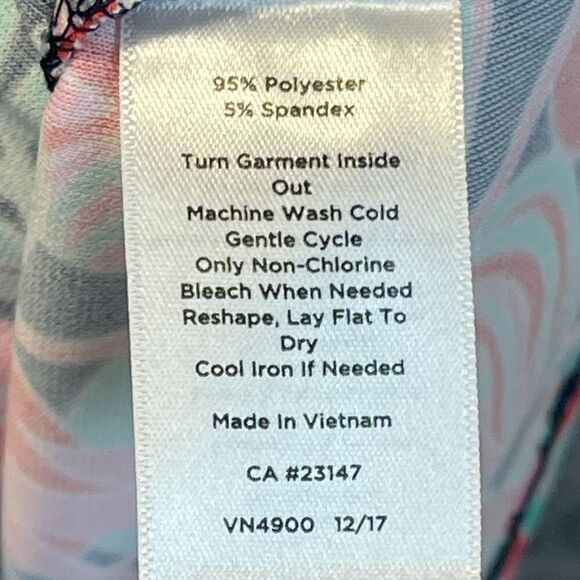 95% Polyester
5% Spandex
Turn Garment Inside
Out
Machine Wash Cold
Gentle Cycle
Only Non-Chlorine
Bleach When Needed
Reshape, Lay Flat To
Dry
Cool Iron If Needed
Made In Vietnam
CA #23147
VN4900 12/17